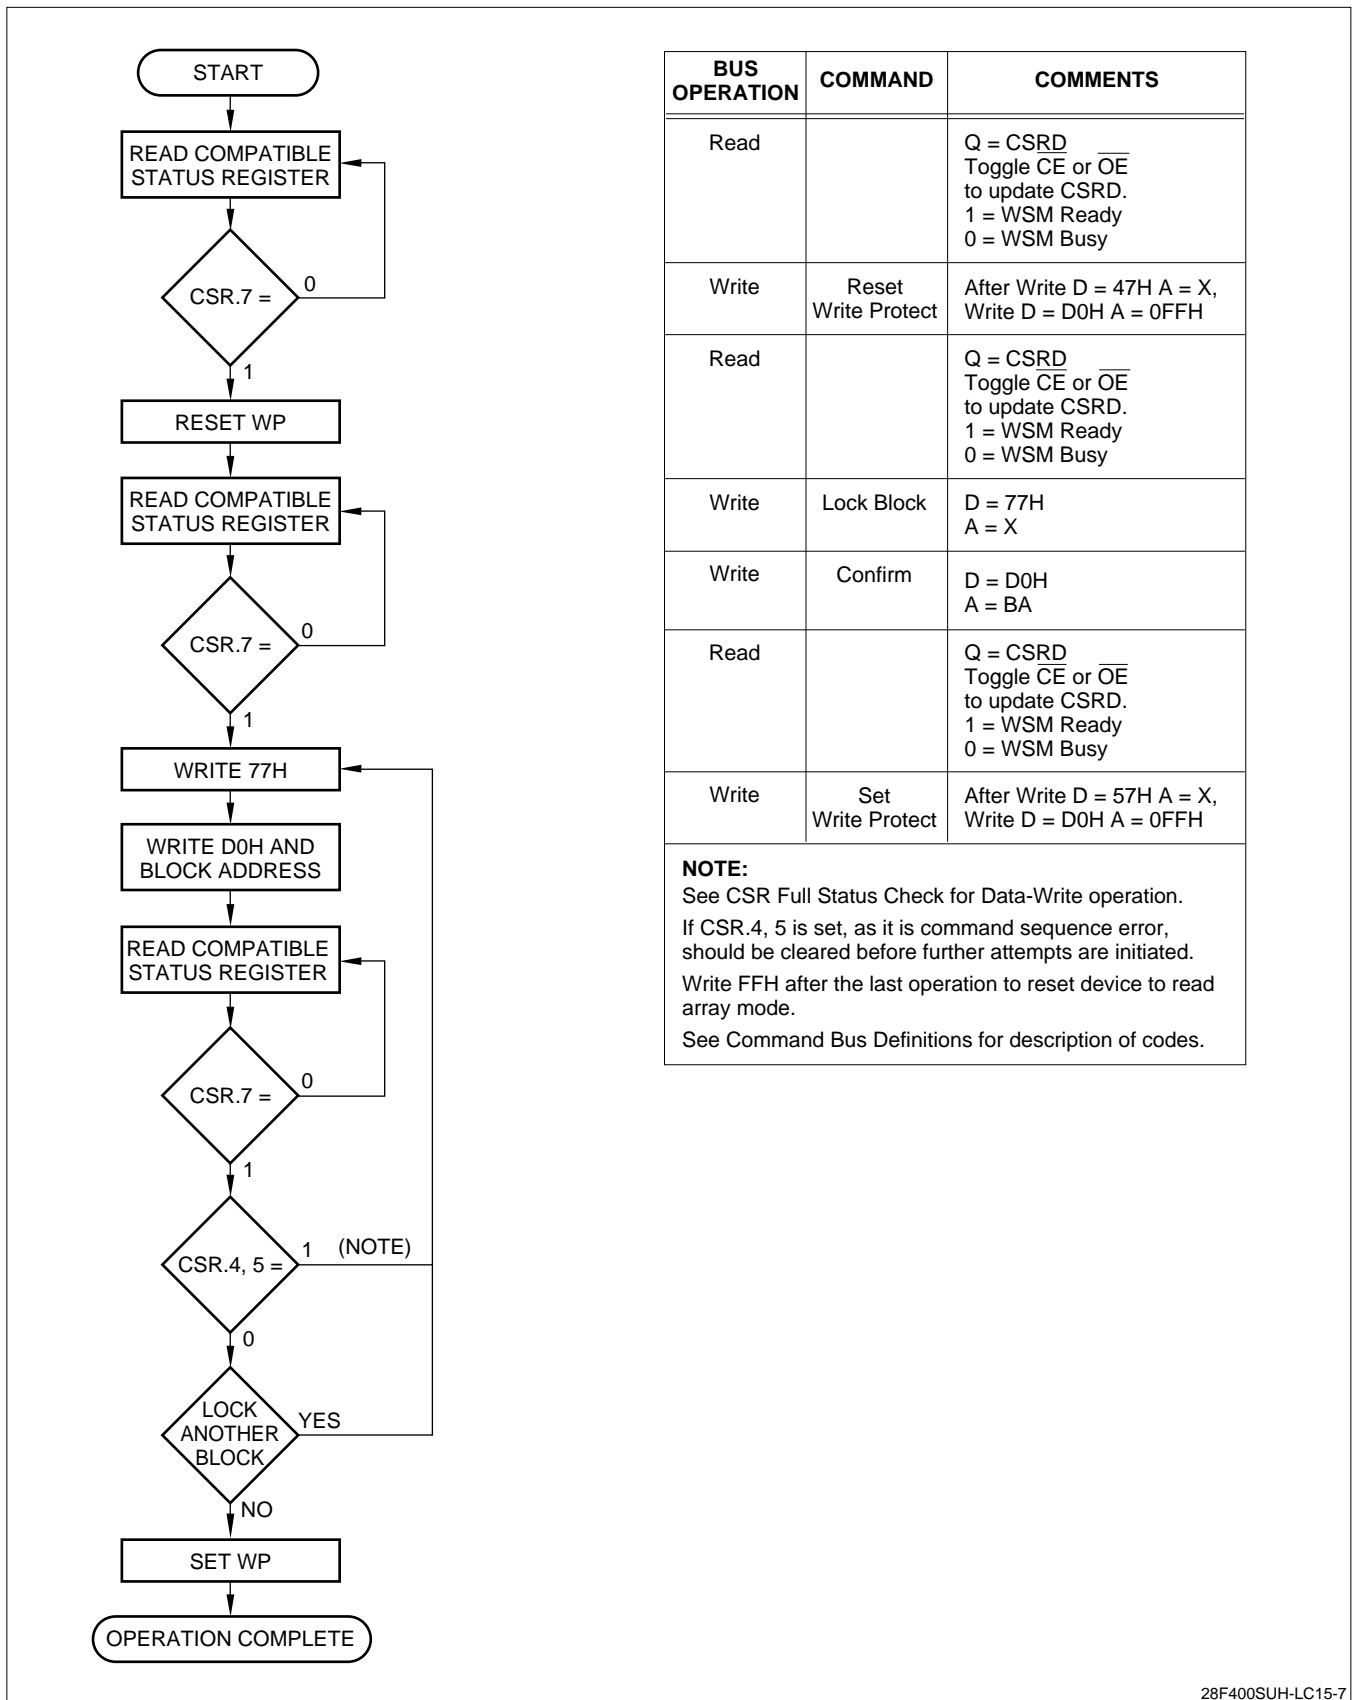 START
READ COMPATIBLE
STATUS REGISTER
CSR.7 =
0
1
RESET WP
READ COMPATIBLE
STATUS REGISTER
CSR.7 =
0
1
WRITE 77H
WRITE D0H AND
BLOCK ADDRESS
READ COMPATIBLE
STATUS REGISTER
CSR.7 =
0
1
CSR.4, 5 =
1 (NOTE)
0
LOCK
ANOTHER
BLOCK
YES
NO
SET WP
OPERATION COMPLETE
BUS
OPERATION
COMMAND
COMMENTS
Read
Q = CSRD
Toggle C̅E̅ or O̅E̅
to update CSRD.
1 = WSM Ready
0 = WSM Busy
Write
Reset
Write Protect
After Write D = 47H A = X,
Write D = D0H A = 0FFH
Read
Q = CSRD
Toggle C̅E̅ or O̅E̅
to update CSRD.
1 = WSM Ready
0 = WSM Busy
Write
Lock Block
D = 77H
A = X
Write
Confirm
D = D0H
A = BA
Read
Q = CSRD
Toggle C̅E̅ or O̅E̅
to update CSRD.
1 = WSM Ready
0 = WSM Busy
Write
Set
Write Protect
After Write D = 57H A = X,
Write D = D0H A = 0FFH
NOTE:
See CSR Full Status Check for Data-Write operation.
If CSR.4, 5 is set, as it is command sequence error,
should be cleared before further attempts are initiated.
Write FFH after the last operation to reset device to read
array mode.
See Command Bus Definitions for description of codes.
28F400SUH-LC15-7